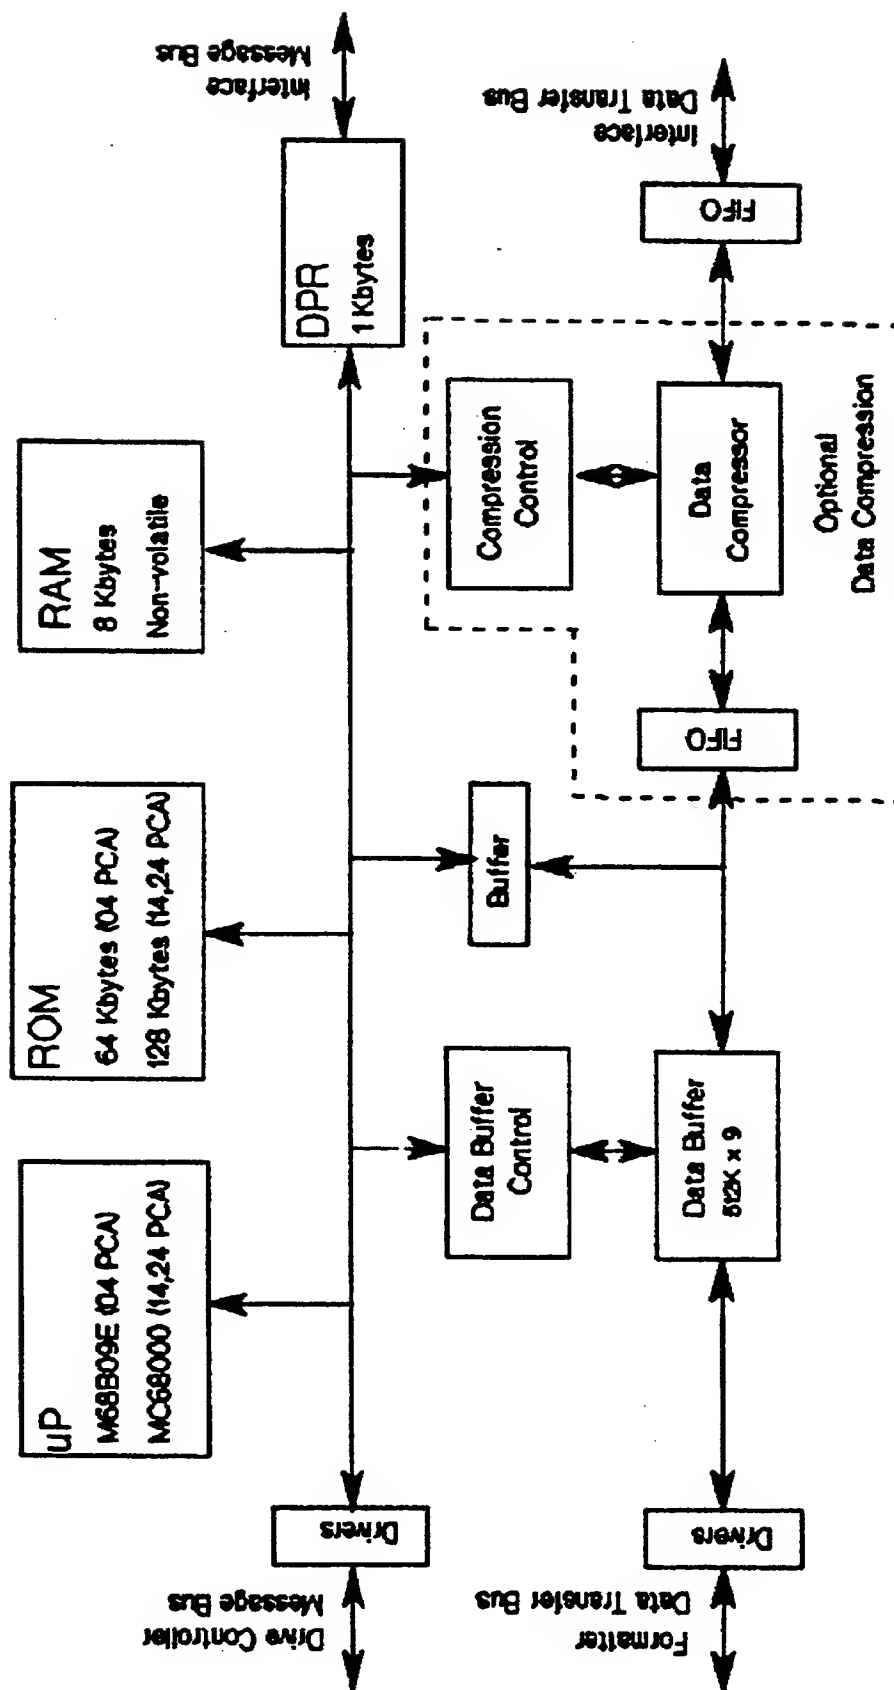 uP
M68B09E (04 PCA)
MC68000 (14,24 PCA)
ROM
64 Kbytes (04 PCA)
128 Kbytes (14,24 PCA)
RAM
8 Kbytes
Non-volatile
Drive Controller
Message Bus
Drivers
DPR
1 Kbytes
Interface
Message Bus
Data Buffer
Control
Buffer
Compression
Control
Formatter
Data Transfer Bus
Drivers
Data Buffer
512K x 9
FIFO
Data
Compressor
FIFO
Interface
Data Transfer Bus
Optional
Data Compression